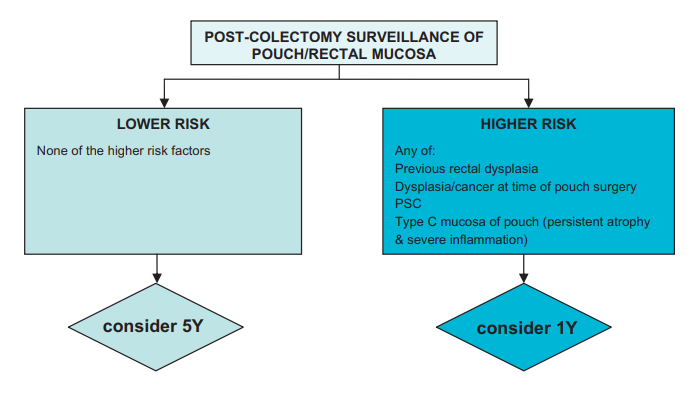 POST-COLECTOMY SURVEILLANCE OF
POUCH/RECTAL MUCOSA
LOWER RISK
None of the higher risk factors
HIGHER RISK
Any of:
Previous rectal dysplasia
Dysplasia/cancer at time of pouch surgery
PSC
Type C mucosa of pouch (persistent atrophy
& severe inflammation)
consider 5Y
consider 1Y